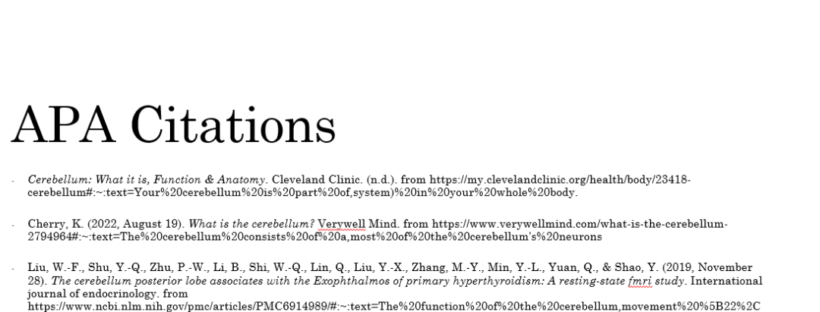 APA Citations
- Cerebellum: What it is, Function & Anatomy. Cleveland Clinic. (n.d.). from https://my.clevelandclinic.org/health/body/23418-
cerebellum#:~:text=Your%20cerebellum%20is%20part%20of,system)%20in%20your%20whole%20body.
- Cherry, K. (2022, August 19). What is the cerebellum? Verywell Mind. from https://www.verywellmind.com/what-is-the-cerebellum-
2794964#:~:text=The%20cerebellum%20consists%20of%20a,most%20of%20the%20cerebellum's%20neurons
- Liu, W.-F., Shu, Y.-Q., Zhu, P.-W., Li, B., Shi, W.-Q., Lin, Q., Liu, Y.-X., Zhang, M.-Y., Min, Y.-L., Yuan, Q., & Shao, Y. (2019, November
28). The cerebellum posterior lobe associates with the Exophthalmos of primary hyperthyroidism: A resting-state fmri study. International
journal of endocrinology. from
https://www.ncbi.nlm.nih.gov/pmc/articles/PMC6914989/#:~:text=The%20function%20of%20the%20cerebellum,movement%20%5B22%2C